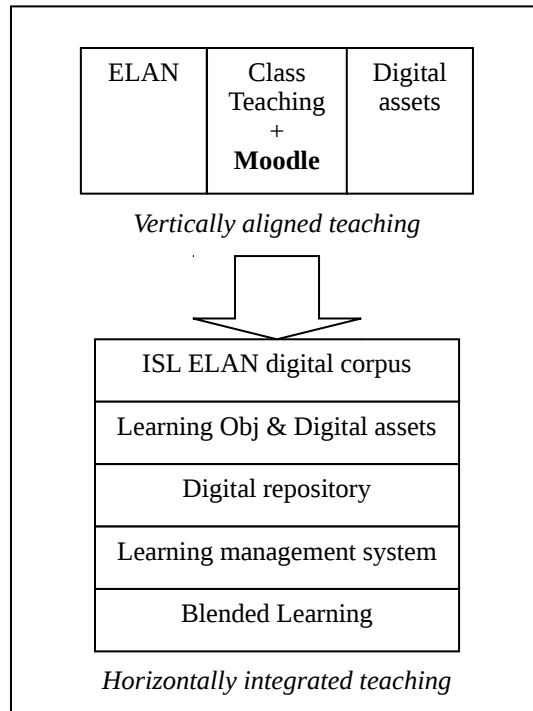 ELAN
Class
Teaching
+
Moodle
Digital
assets
Vertically aligned teaching
ISL ELAN digital corpus
Learning Obj & Digital assets
Digital repository
Learning management system
Blended Learning
Horizontally integrated teaching